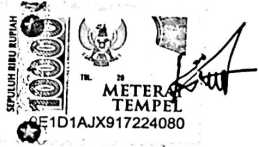 SEPULUH RIBU RUPIAH
10000
TGL. 20
METERAI
TEMPEL
0E1D1AJX917224080